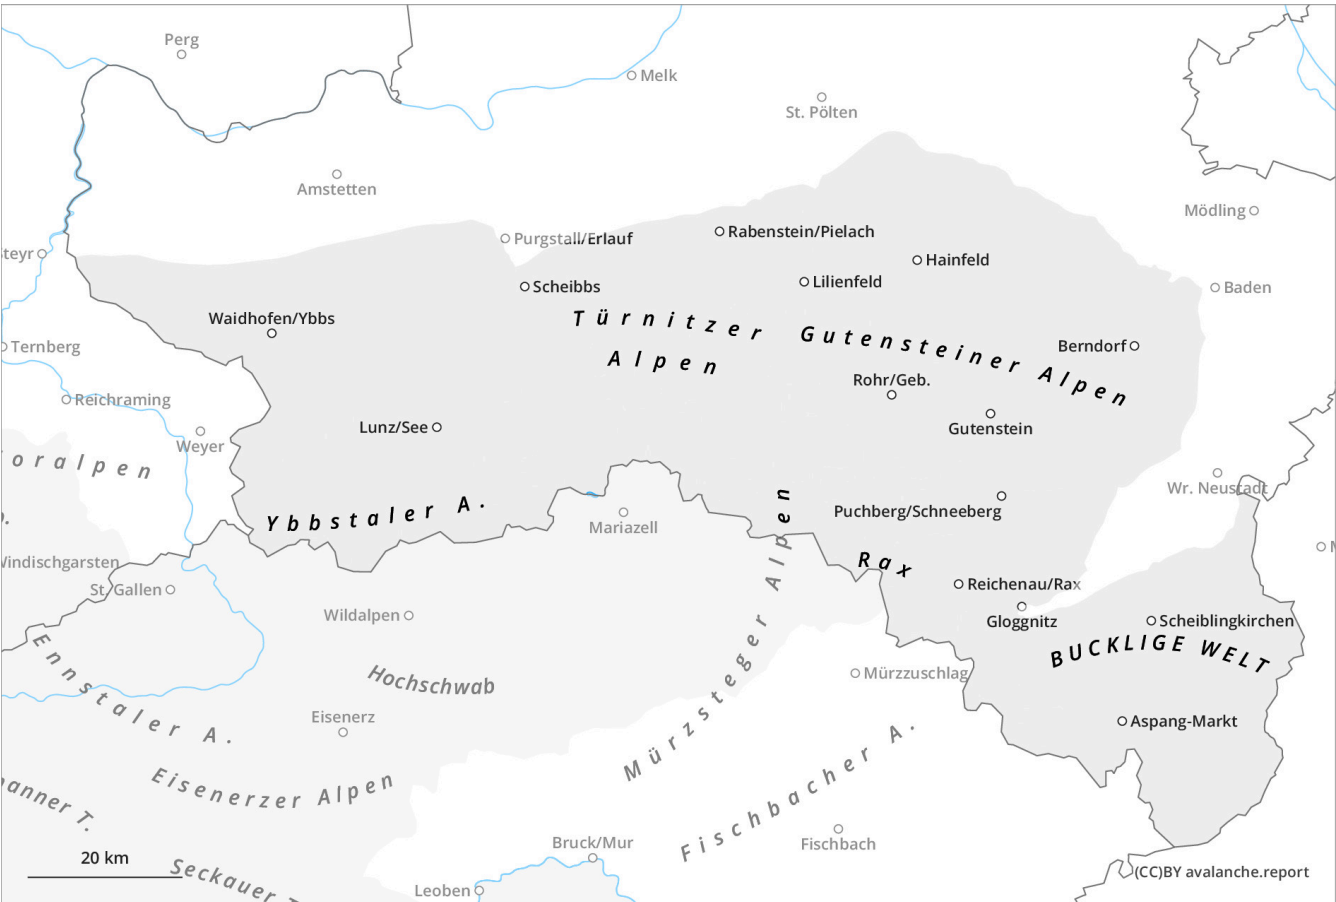 Perg
Melk
St. Pölten
Amstetten
Mödling
Purgstall/Erlauf
Rabenstein/Pielach
Hainfeld
Lilienfeld
Scheibbs
Baden
Waidhofen/Ybbs
Türnitzer
Alpen
Gutensteiner Alpen
Berndorf
Ternberg
Rohr/Geb.
Reichraming
Lunz/See
Gutenstein
Weyer
Ybbstaler A.
Wr. Neustadt
Mariazell
Puchberg/Schneeberg
Rax
St. Gallen
Reichenau/Rax
Wildalpen
Gloggnitz
Scheiblingkirchen
BUCKLIGE WELT
Ennstaler A.
Hochschwab
Mürzsteger Alpen
Mürzzuschlag
Eisenerz
Aspang-Markt
Eisenerzer Alpen
Fischbacher A.
Fischbach
Bruck/Mur
20 km
Seckauer
Leoben
(CC)BY avalanche.report